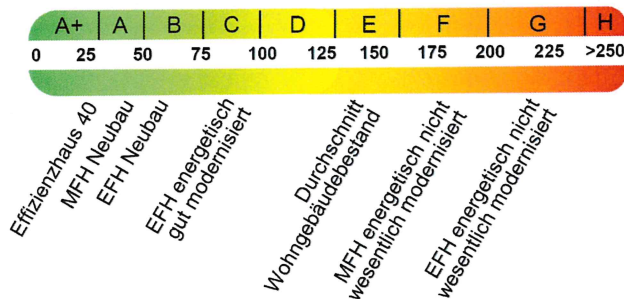 A+ A B C D E F G H
0 25 50 75 100 125 150 175 200 225 >250
Effizienzhaus 40
MFH Neubau
EFH Neubau
EFH energetisch
gut modernisiert
Durchschnitt
Wohngebäudebestand
MFH energetisch nicht
wesentlich modernisiert
EFH energetisch nicht
wesentlich modernisiert